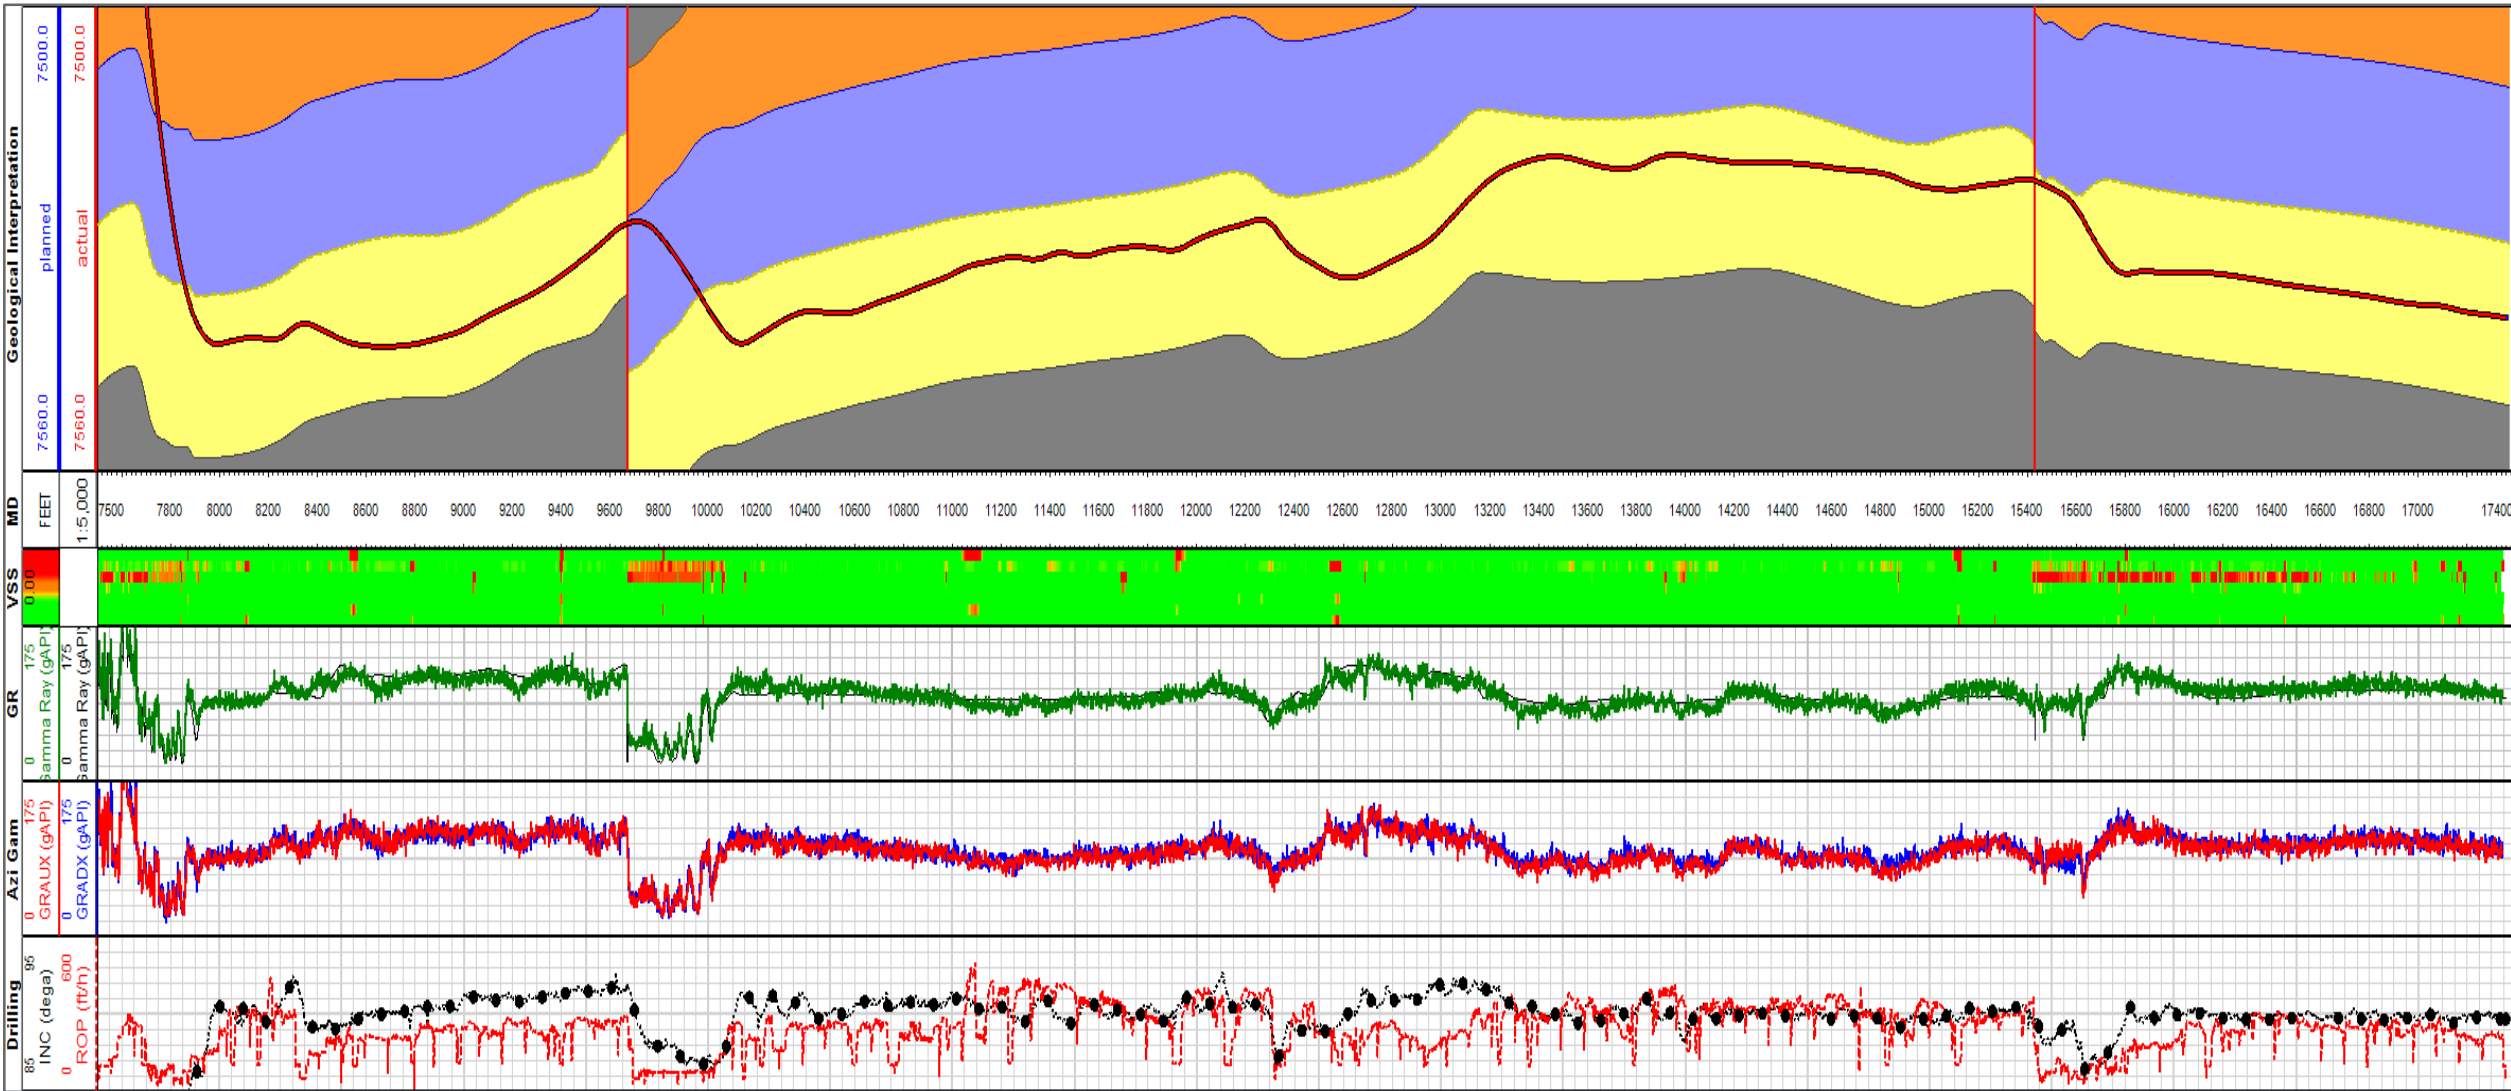 Geological Interpretation
7500.0
planned
7560.0
7500.0
actual
7560.0
MD
FEET
1:5,000
7500 7800 8000 8200 8400 8600 8800 9000 9200 9400 9600 9800 10000 10200 10400 10600 10800 11000 11200 11400 11600 11800 12000 12200 12400 12600 12800 13000 13200 13400 13600 13800 14000 14200 14400 14600 14800 15000 15200 15400 15600 15800 16000 16200 16400 16600 16800 17000 17400
VSS
0.00
GR
0 175
Gamma Ray (gAPI)
0 175
Gamma Ray (gAPI)
Azi Gam
0 175
GRAUX (gAPI)
0 175
GRADX (gAPI)
Drilling
85 95
INC (dega)
0 600
ROP (ft/h)